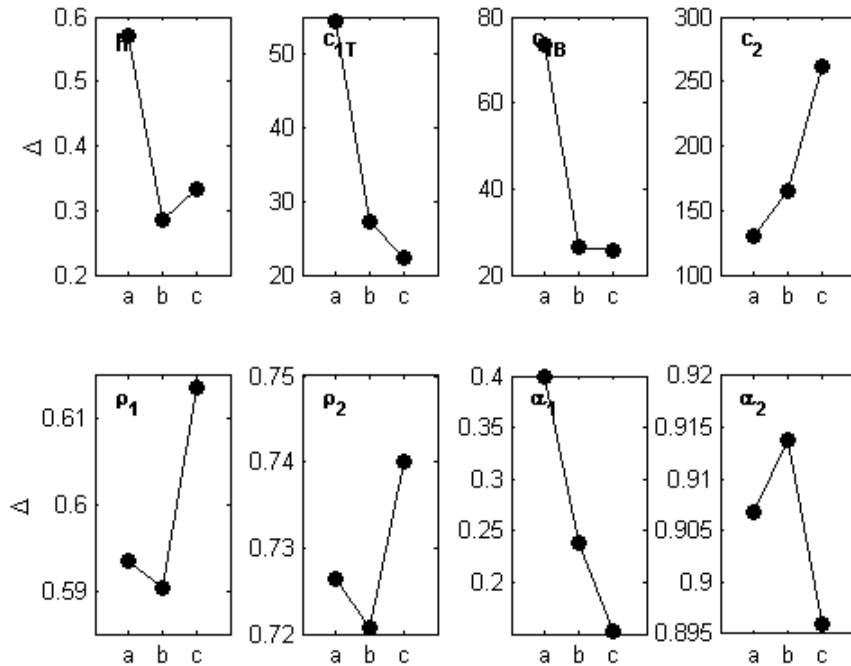 0.6 0.5 0.4 0.3 0.2
Δ
a b c
c1T
50 40 30 20
a b c
c1B
80 60 40 20
a b c
c2
300 250 200 150 100
a b c
ρ1
0.61 0.6 0.59
Δ
a b c
ρ2
0.75 0.74 0.73 0.72
a b c
α1
0.4 0.35 0.3 0.25 0.2
a b c
α2
0.92 0.915 0.91 0.905 0.9 0.895
a b c